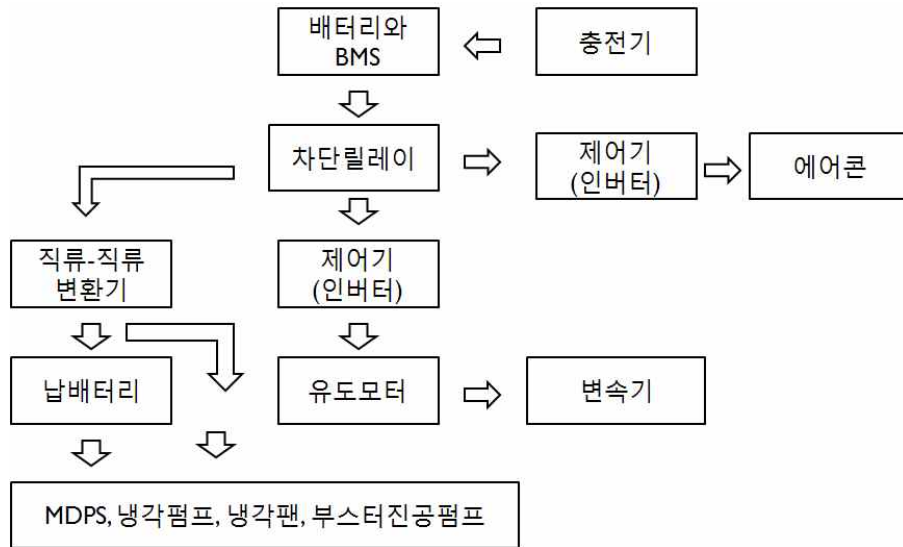 배터리와
BMS
충전기
차단릴레이
제어기
(인버터)
에어콘
직류-직류
변환기
제어기
(인버터)
납배터리
유도모터
변속기
MDPS, 냉각펌프, 냉각팬, 부스터진공펌프